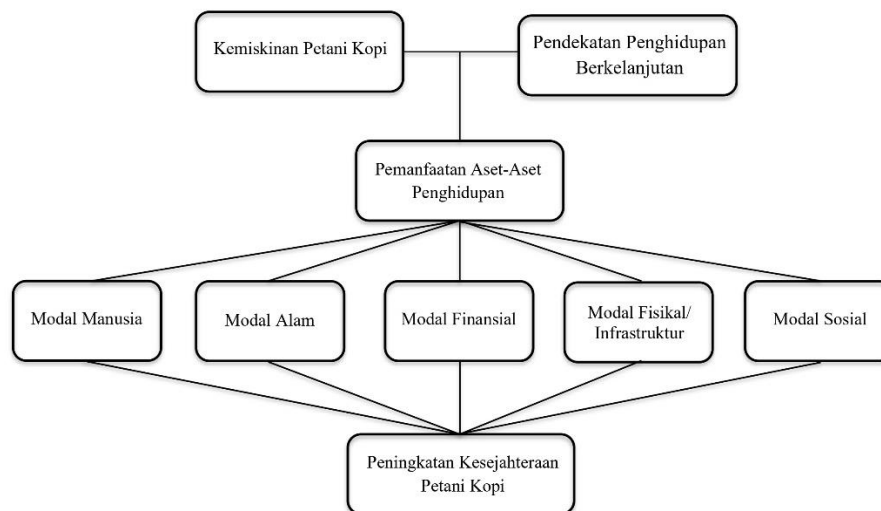 Kemiskinan Petani Kopi
Pendekatan Penghidupan
Berkelanjutan
Pemanfaatan Aset-Aset
Penghidupan
Modal Manusia
Modal Alam
Modal Finansial
Modal Fisikal/
Infrastruktur
Modal Sosial
Peningkatan Kesejahteraan
Petani Kopi